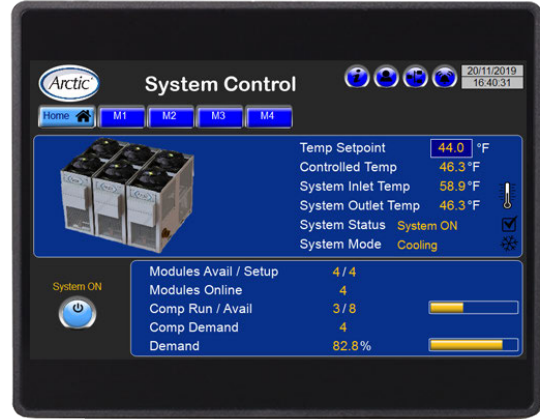 Arctic
System Control
20/11/2019
16:40:31
Home M1 M2 M3 M4
Temp Setpoint 44.0 °F
Controlled Temp 46.3°F
System Inlet Temp 58.9°F
System Outlet Temp 46.3°F
System Status System ON
System Mode Cooling
System ON
Modules Avail / Setup 4/4
Modules Online 4
Comp Run / Avail 3/8
Comp Demand 4
Demand 82.8%